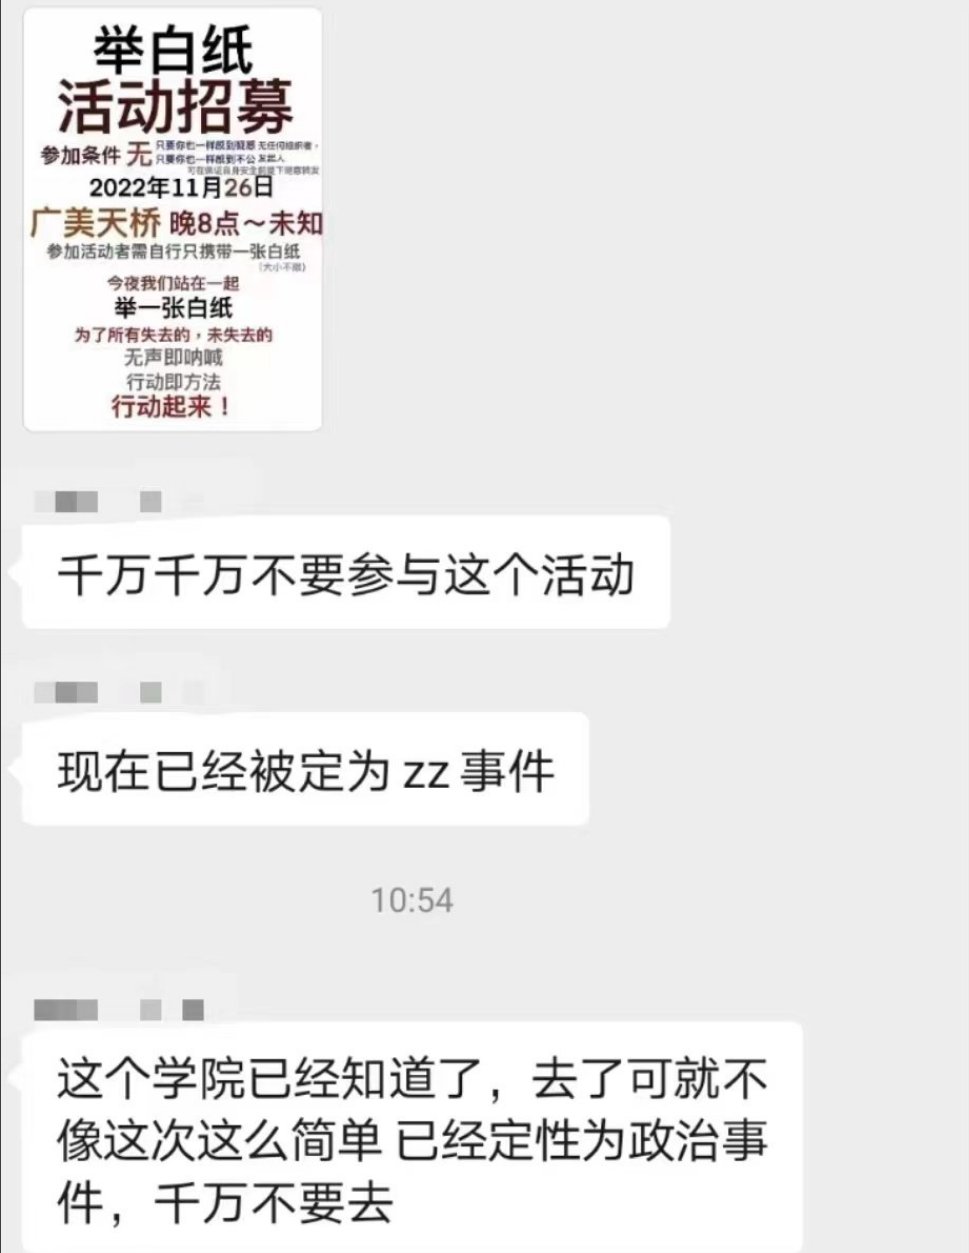 举白纸
活动招募
参加条件 无 只要你也一样感到疑惑 无任何组织者,
只要你也一样感到不公 发起人
可在保证自身安全前提下随意转发
2022年11月26日
广美天桥 晚8点～未知
参加活动者需自行只携带一张白纸
(大小不限)
今夜我们站在一起
举一张白纸
为了所有失去的，未失去的
无声即呐喊
行动即方法
行动起来！
千万千万不要参与这个活动
现在已经被定为 zz 事件
10:54
这个学院已经知道了，去了可就不
像这次这么简单 已经定性为政治事
件，千万不要去